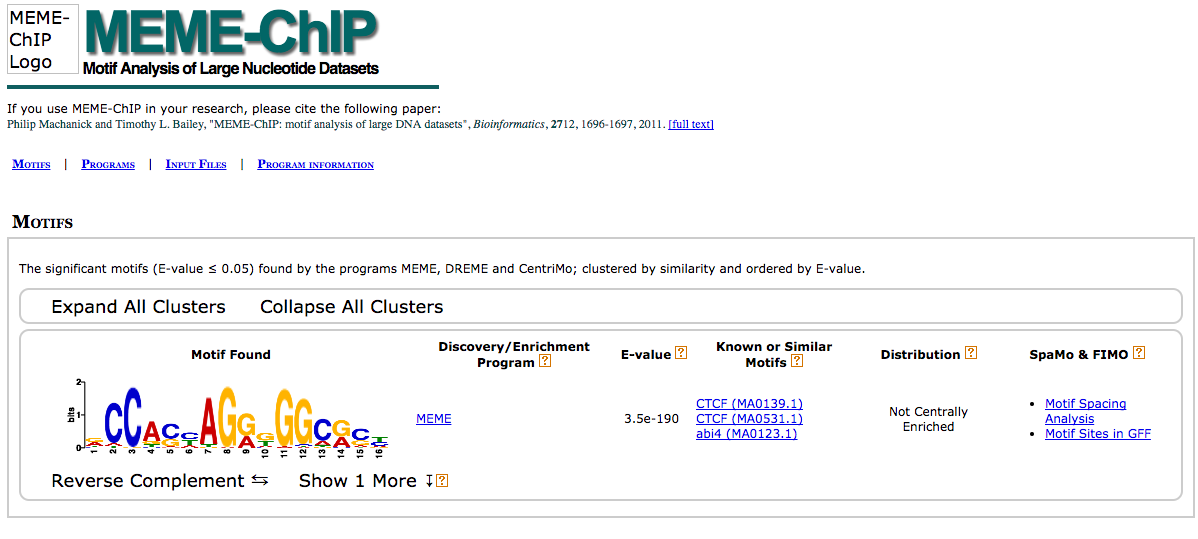 MEME-
ChIP
Logo
MEME-ChIP
Motif Analysis of Large Nucleotide Datasets
If you use MEME-ChIP in your research, please cite the following paper:
Philip Machanick and Timothy L. Bailey, "MEME-ChIP: motif analysis of large DNA datasets", Bioinformatics, 2712, 1696-1697, 2011. [full text]
Motifs | Programs | Input Files | Program information
Motifs
The significant motifs (E-value ≤ 0.05) found by the programs MEME, DREME and CentriMo; clustered by similarity and ordered by E-value.
Expand All Clusters Collapse All Clusters
Motif Found
Discovery/Enrichment
Program ?
E-value ?
Known or Similar
Motifs ?
Distribution ?
SpaMo & FIMO ?
2
bits
1
0
1 2 3 4 5 6 7 8 9 10 11 12 13 14 15 16
MEME
3.5e-190
CTCF (MA0139.1)
CTCF (MA0531.1)
abi4 (MA0123.1)
Not Centrally
Enriched
• Motif Spacing
Analysis
• Motif Sites in GFF
Reverse Complement ⇆ Show 1 More ↧ ?